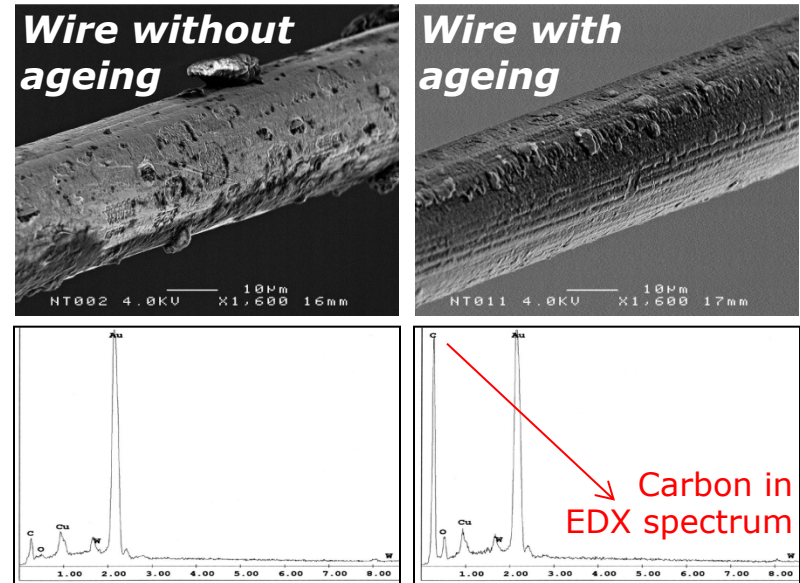 Wire without
ageing
10µm
NT002 4.0KV X1,600 16mm
Wire with
ageing
10µm
NT011 4.0KV X1,600 17mm
Au
C
O
Cu
W
W
1.00 2.00 3.00 4.00 5.00 6.00 7.00 8.00
C
Au
O
Cu
W
W
1.00 2.00 3.00 4.00 5.00 6.00 7.00 8.00
Carbon in
EDX spectrum